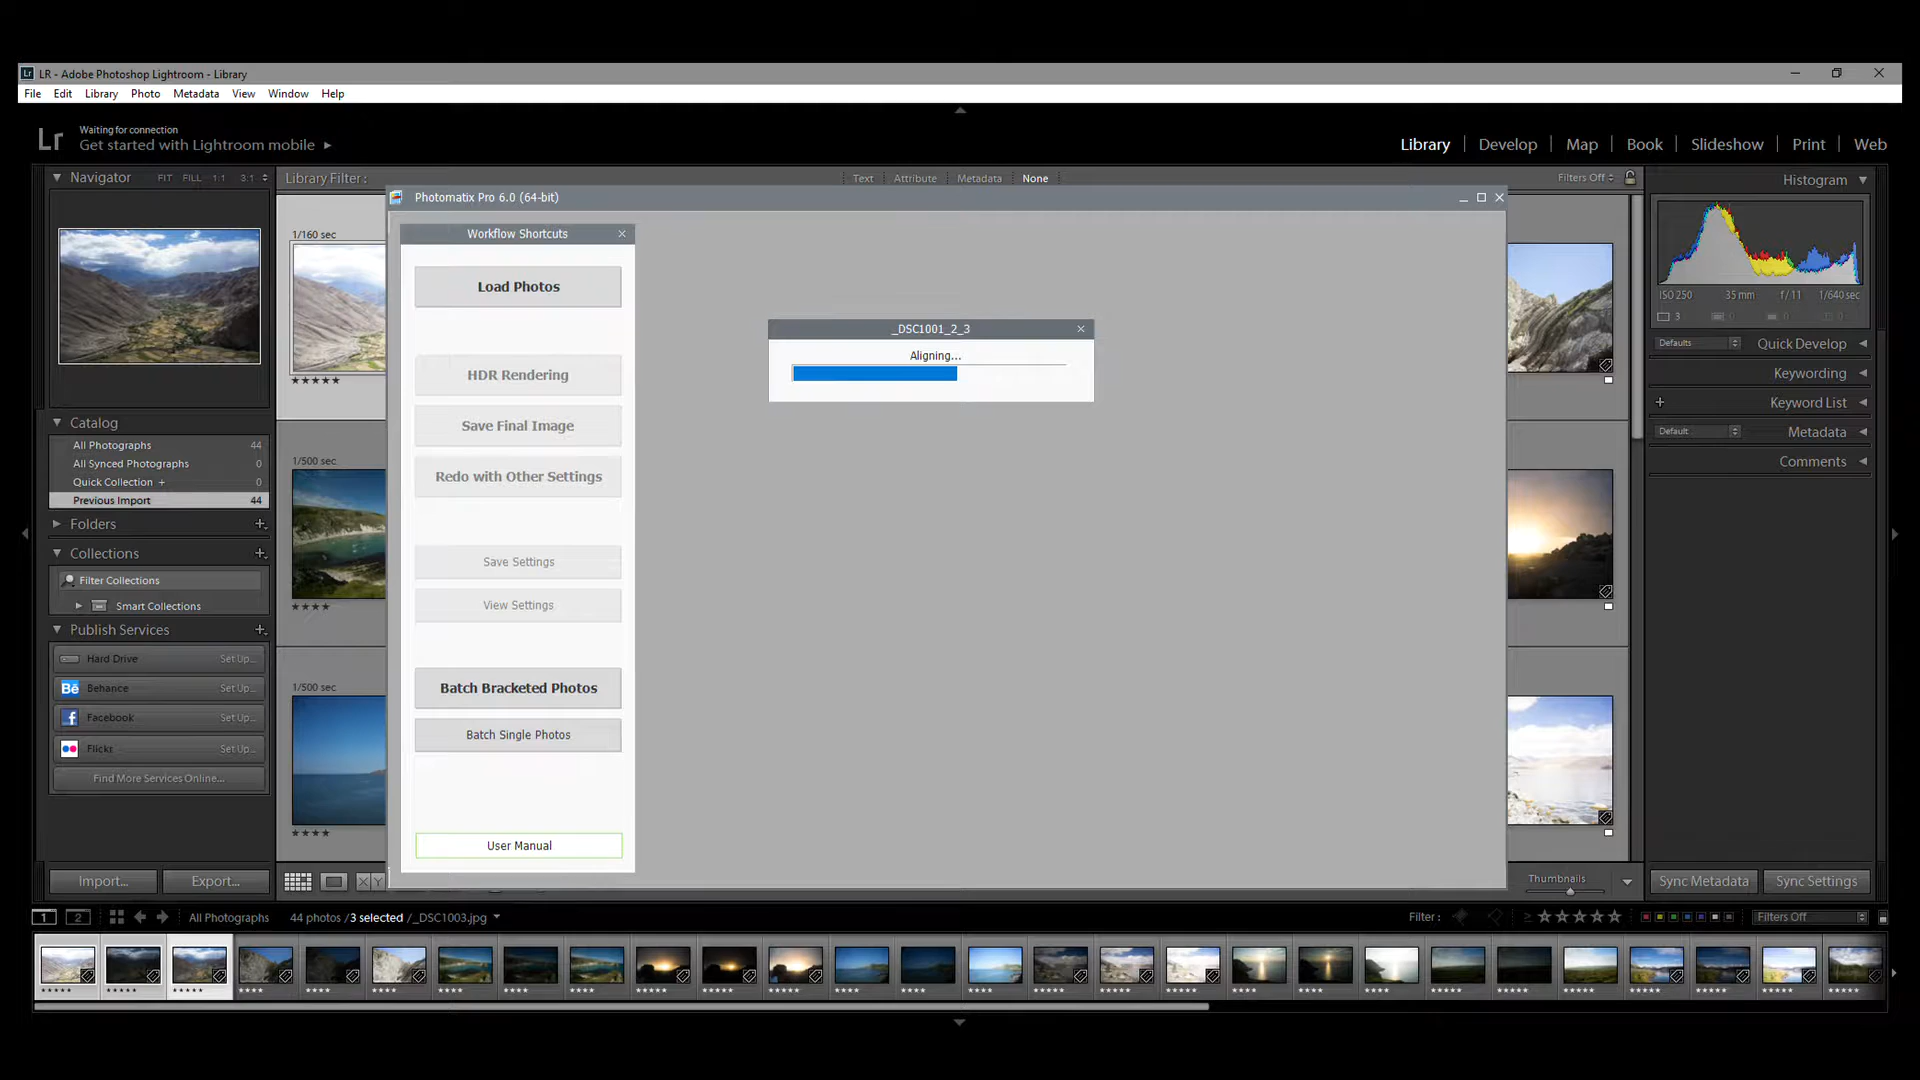 LR - Adobe Photoshop Lightroom - Library
File Edit Library Photo Metadata View Window Help
Lr
Waiting for connection
Get started with Lightroom mobile
Library Develop Map Book Slideshow Print Web
Navigator FIT FILL 1:1 3:1
Library Filter : Text Attribute Metadata None Filters Off
Histogram
Photomatix Pro 6.0 (64-bit)
Workflow Shortcuts
Load Photos
HDR Rendering
Save Final Image
Redo with Other Settings
Save Settings
View Settings
Batch Bracketed Photos
Batch Single Photos
User Manual
_DSC1001_2_3
Aligning...
1/160 sec
1/500 sec
1/500 sec
ISO 250 35 mm f / 11 1/640 sec
3
Defaults Quick Develop
Keywording
Keyword List
Default Metadata
Comments
Catalog
All Photographs 44
All Synced Photographs 0
Quick Collection + 0
Previous Import 44
Folders
Collections
Filter Collections
Smart Collections
Publish Services
Hard Drive Set Up...
Bē Behance Set Up...
f Facebook Set Up...
Flickr Set Up...
Find More Services Online...
Import... Export...
X Y
Thumbnails
Sync Metadata Sync Settings
1 2 All Photographs 44 photos / 3 selected / _DSC1003.jpg
Filter : Filters Off